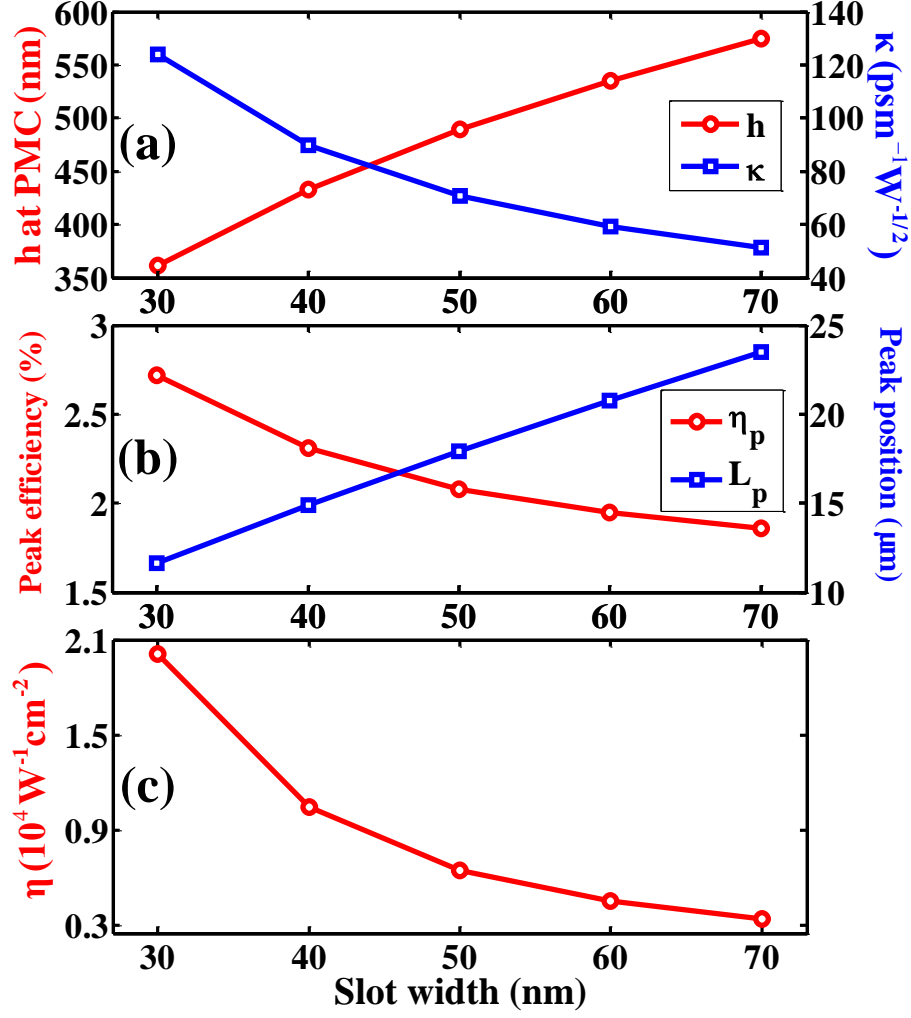 600
550
500
450
400
350
h at PMC (nm)
(a)
h
κ
140
120
100
80
60
40
κ (psm⁻¹W⁻¹/²)
30 40 50 60 70
3
2.5
2
1.5
Peak efficiency (%)
(b)
η_p
L_p
25
20
15
10
Peak position (μm)
30 40 50 60 70
2.1
1.5
0.9
0.3
η (10⁴ W⁻¹cm⁻²)
(c)
30 40 50 60 70
Slot width (nm)